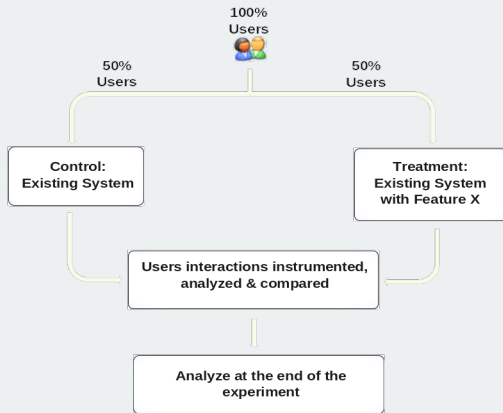 100%
Users
50%
Users
50%
Users
Control:
Existing System
Treatment:
Existing System
with Feature X
Users interactions instrumented,
analyzed & compared
Analyze at the end of the
experiment